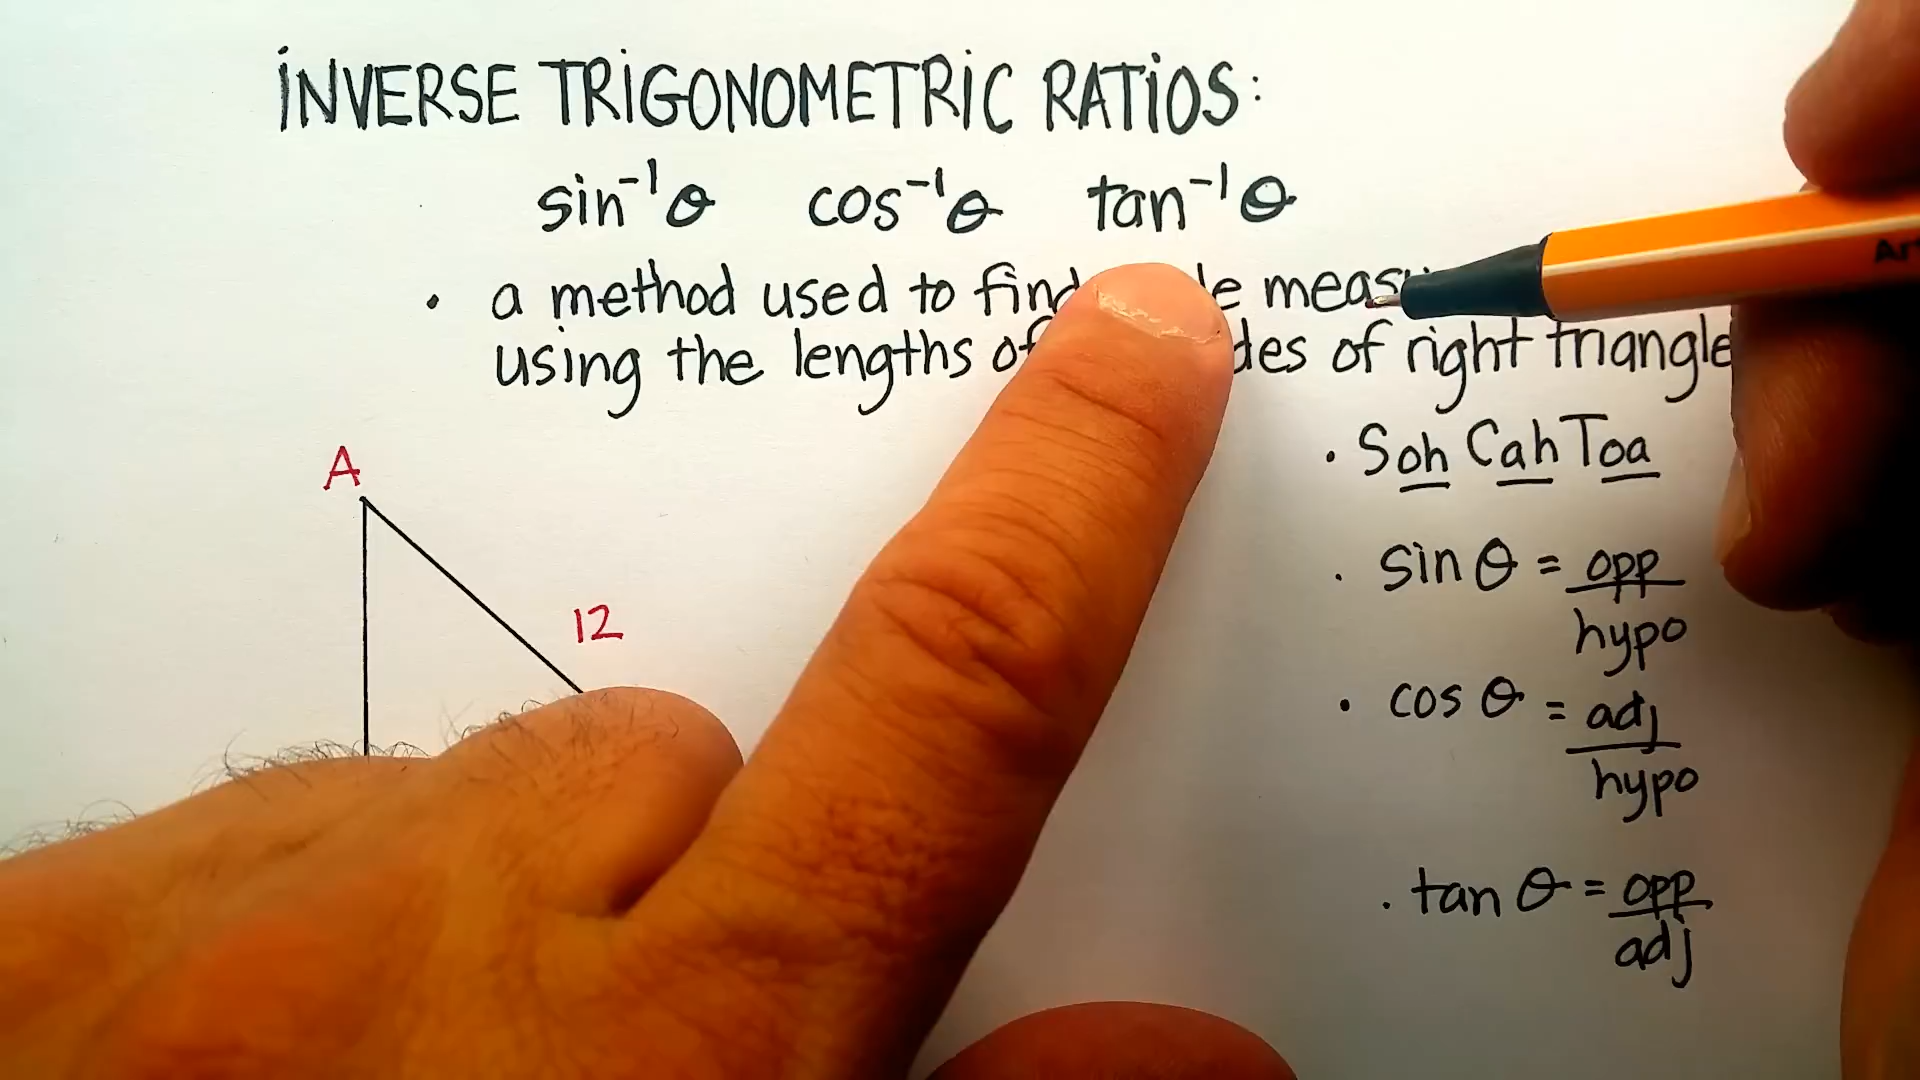 INVERSE TRIGONOMETRIC RATIOS:
sin⁻¹θ cos⁻¹θ tan⁻¹θ
• a method used to find
using the lengths of right triangle
• Soh Cah Toa
• sin θ = opp
hypo
• cos θ = adj
hypo
• tan θ = opp
adj
A
12